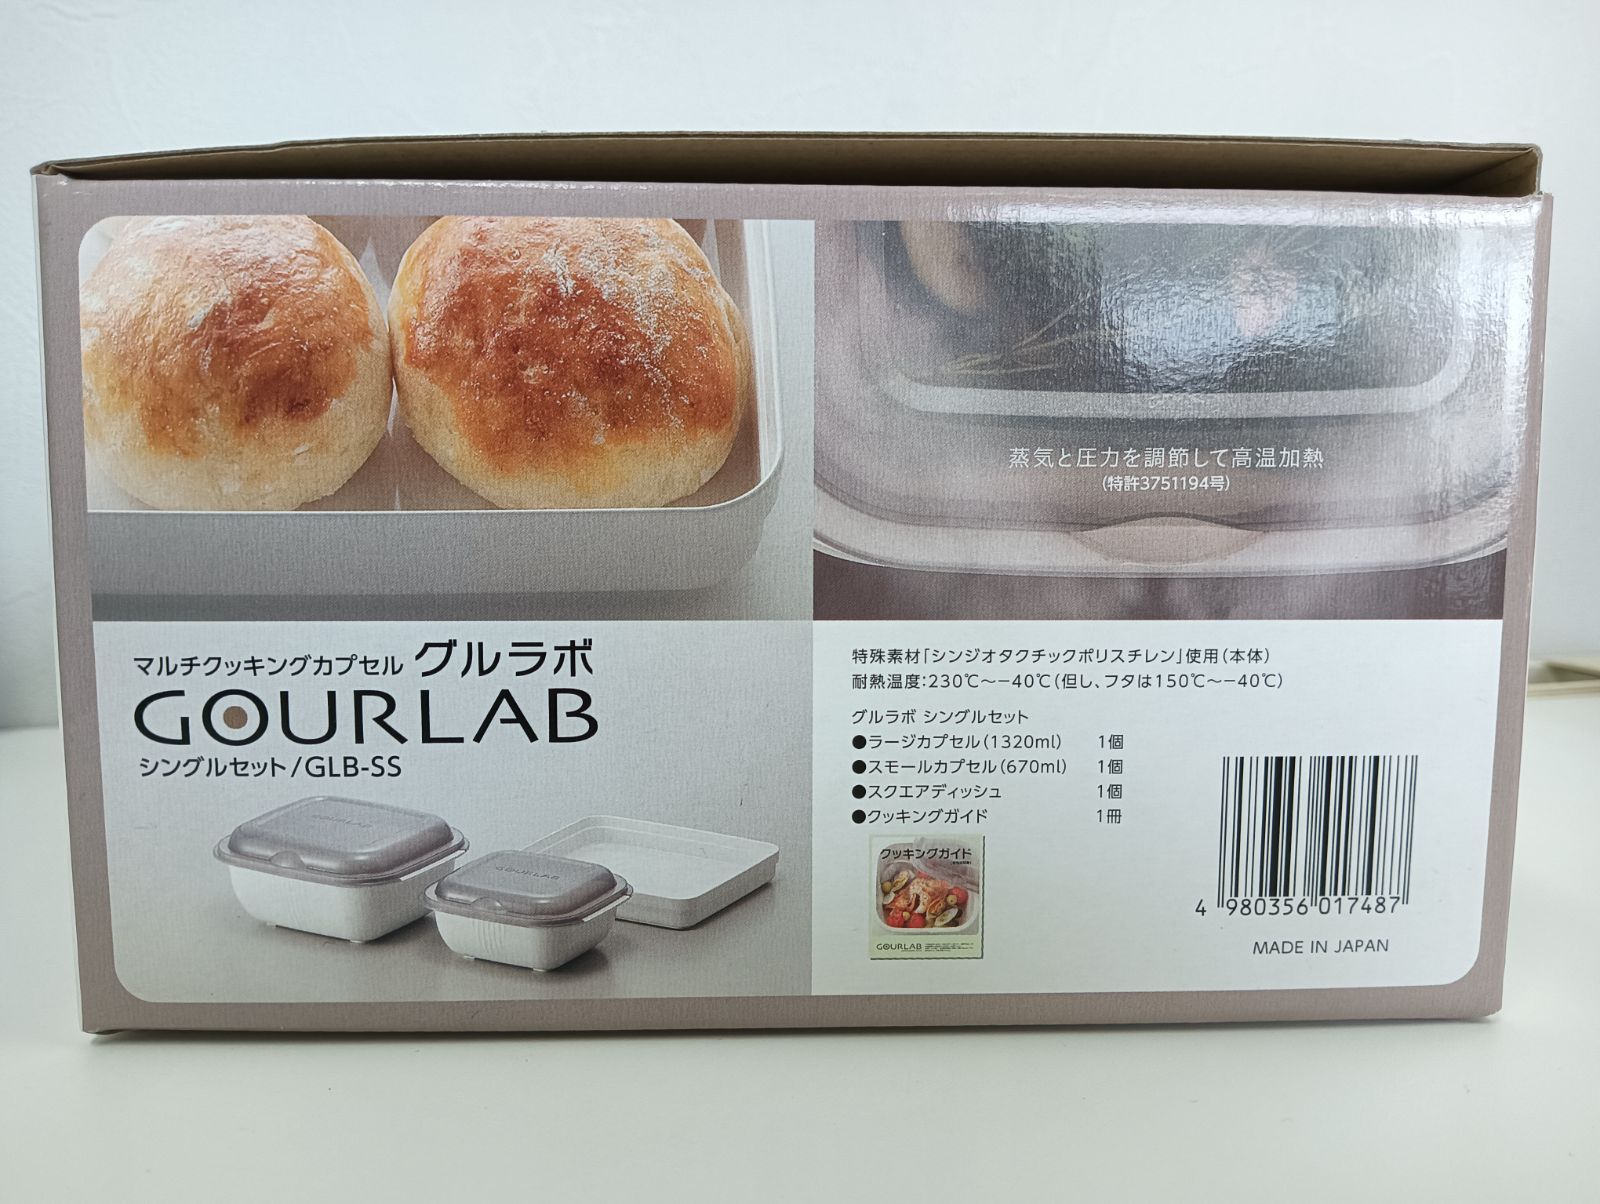 蒸気と圧力を調節して高温加熱
(特許3751194号)
マルチクッキングカプセル グルラボ
GOURLAB
シングルセット/GLB-SS
GOURLAB
GOURLAB
特殊素材「シンジオタクチックポリスチレン」使用(本体)
耐熱温度:230℃〜−40℃(但し、フタは150℃〜−40℃)
グルラボ シングルセット
●ラージカプセル(1320ml) 1個
●スモールカプセル(670ml) 1個
●スクエアディッシュ 1個
●クッキングガイド 1冊
クッキングガイド
GOURLAB
4 980356 017487
MADE IN JAPAN